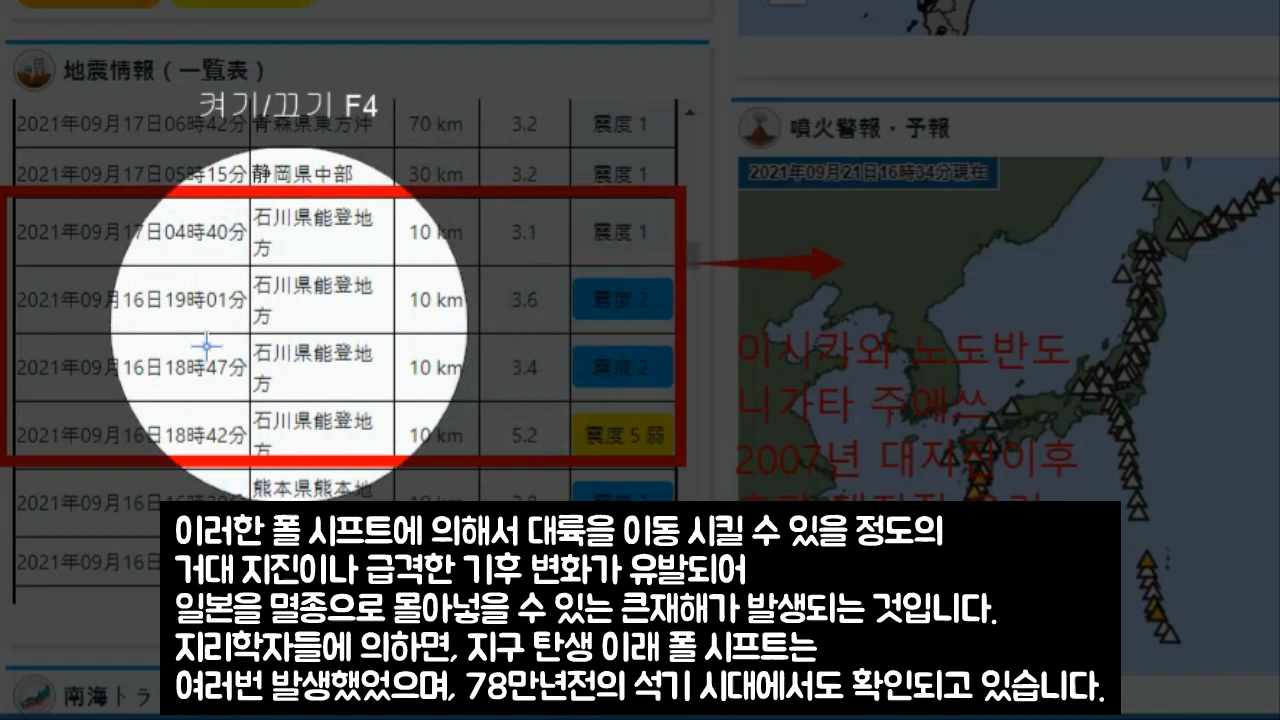 地震情報（一覧表）
켜기/끄기 F4
2021年09月17日06時42分 青森県東方沖 70 km 3.2 震度1
2021年09月17日05時15分 静岡県中部 30 km 3.2 震度1
2021年09月17日04時40分 石川県能登地方 10 km 3.1 震度1
2021年09月16日19時01分 石川県能登地方 10 km 3.6 震度2
2021年09月16日18時47分 石川県能登地方 10 km 3.4 震度2
2021年09月16日18時42分 石川県能登地方 10 km 5.2 震度5弱
熊本県熊本地
2021年09月16日
南海トラ
噴火警報・予報
2021年09月21日16時34分現在
이시카와 노도반도
니가타 주에쓰
2007년 대지진이후
이러한 폴 시프트에 의해서 대륙을 이동 시킬 수 있을 정도의
거대 지진이나 급격한 기후 변화가 유발되어
일본을 멸종으로 몰아넣을 수 있는 큰재해가 발생되는 것입니다.
지리학자들에 의하면, 지구 탄생 이래 폴 시프트는
여러번 발생했었으며, 78만년전의 석기 시대에서도 확인되고 있습니다.